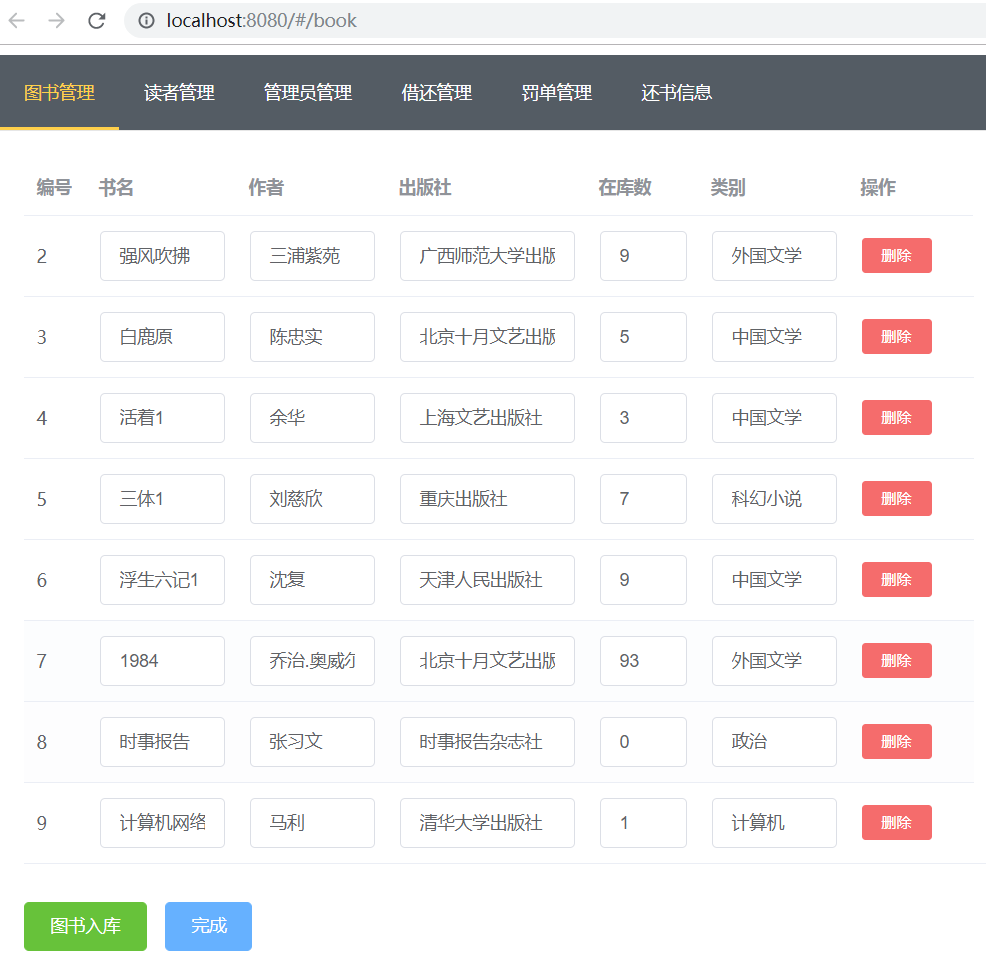 localhost:8080/#/book
图书管理 读者管理 管理员管理 借还管理 罚单管理 还书信息
编号 书名 作者 出版社 在库数 类别 操作
2 强风吹拂 三浦紫苑 广西师范大学出版 9 外国文学 删除
3 白鹿原 陈忠实 北京十月文艺出版 5 中国文学 删除
4 活着1 余华 上海文艺出版社 3 中国文学 删除
5 三体1 刘慈欣 重庆出版社 7 科幻小说 删除
6 浮生六记1 沈复 天津人民出版社 9 中国文学 删除
7 1984 乔治.奥威尔 北京十月文艺出版 93 外国文学 删除
8 时事报告 张习文 时事报告杂志社 0 政治 删除
9 计算机网络 马利 清华大学出版社 1 计算机 删除
图书入库 完成